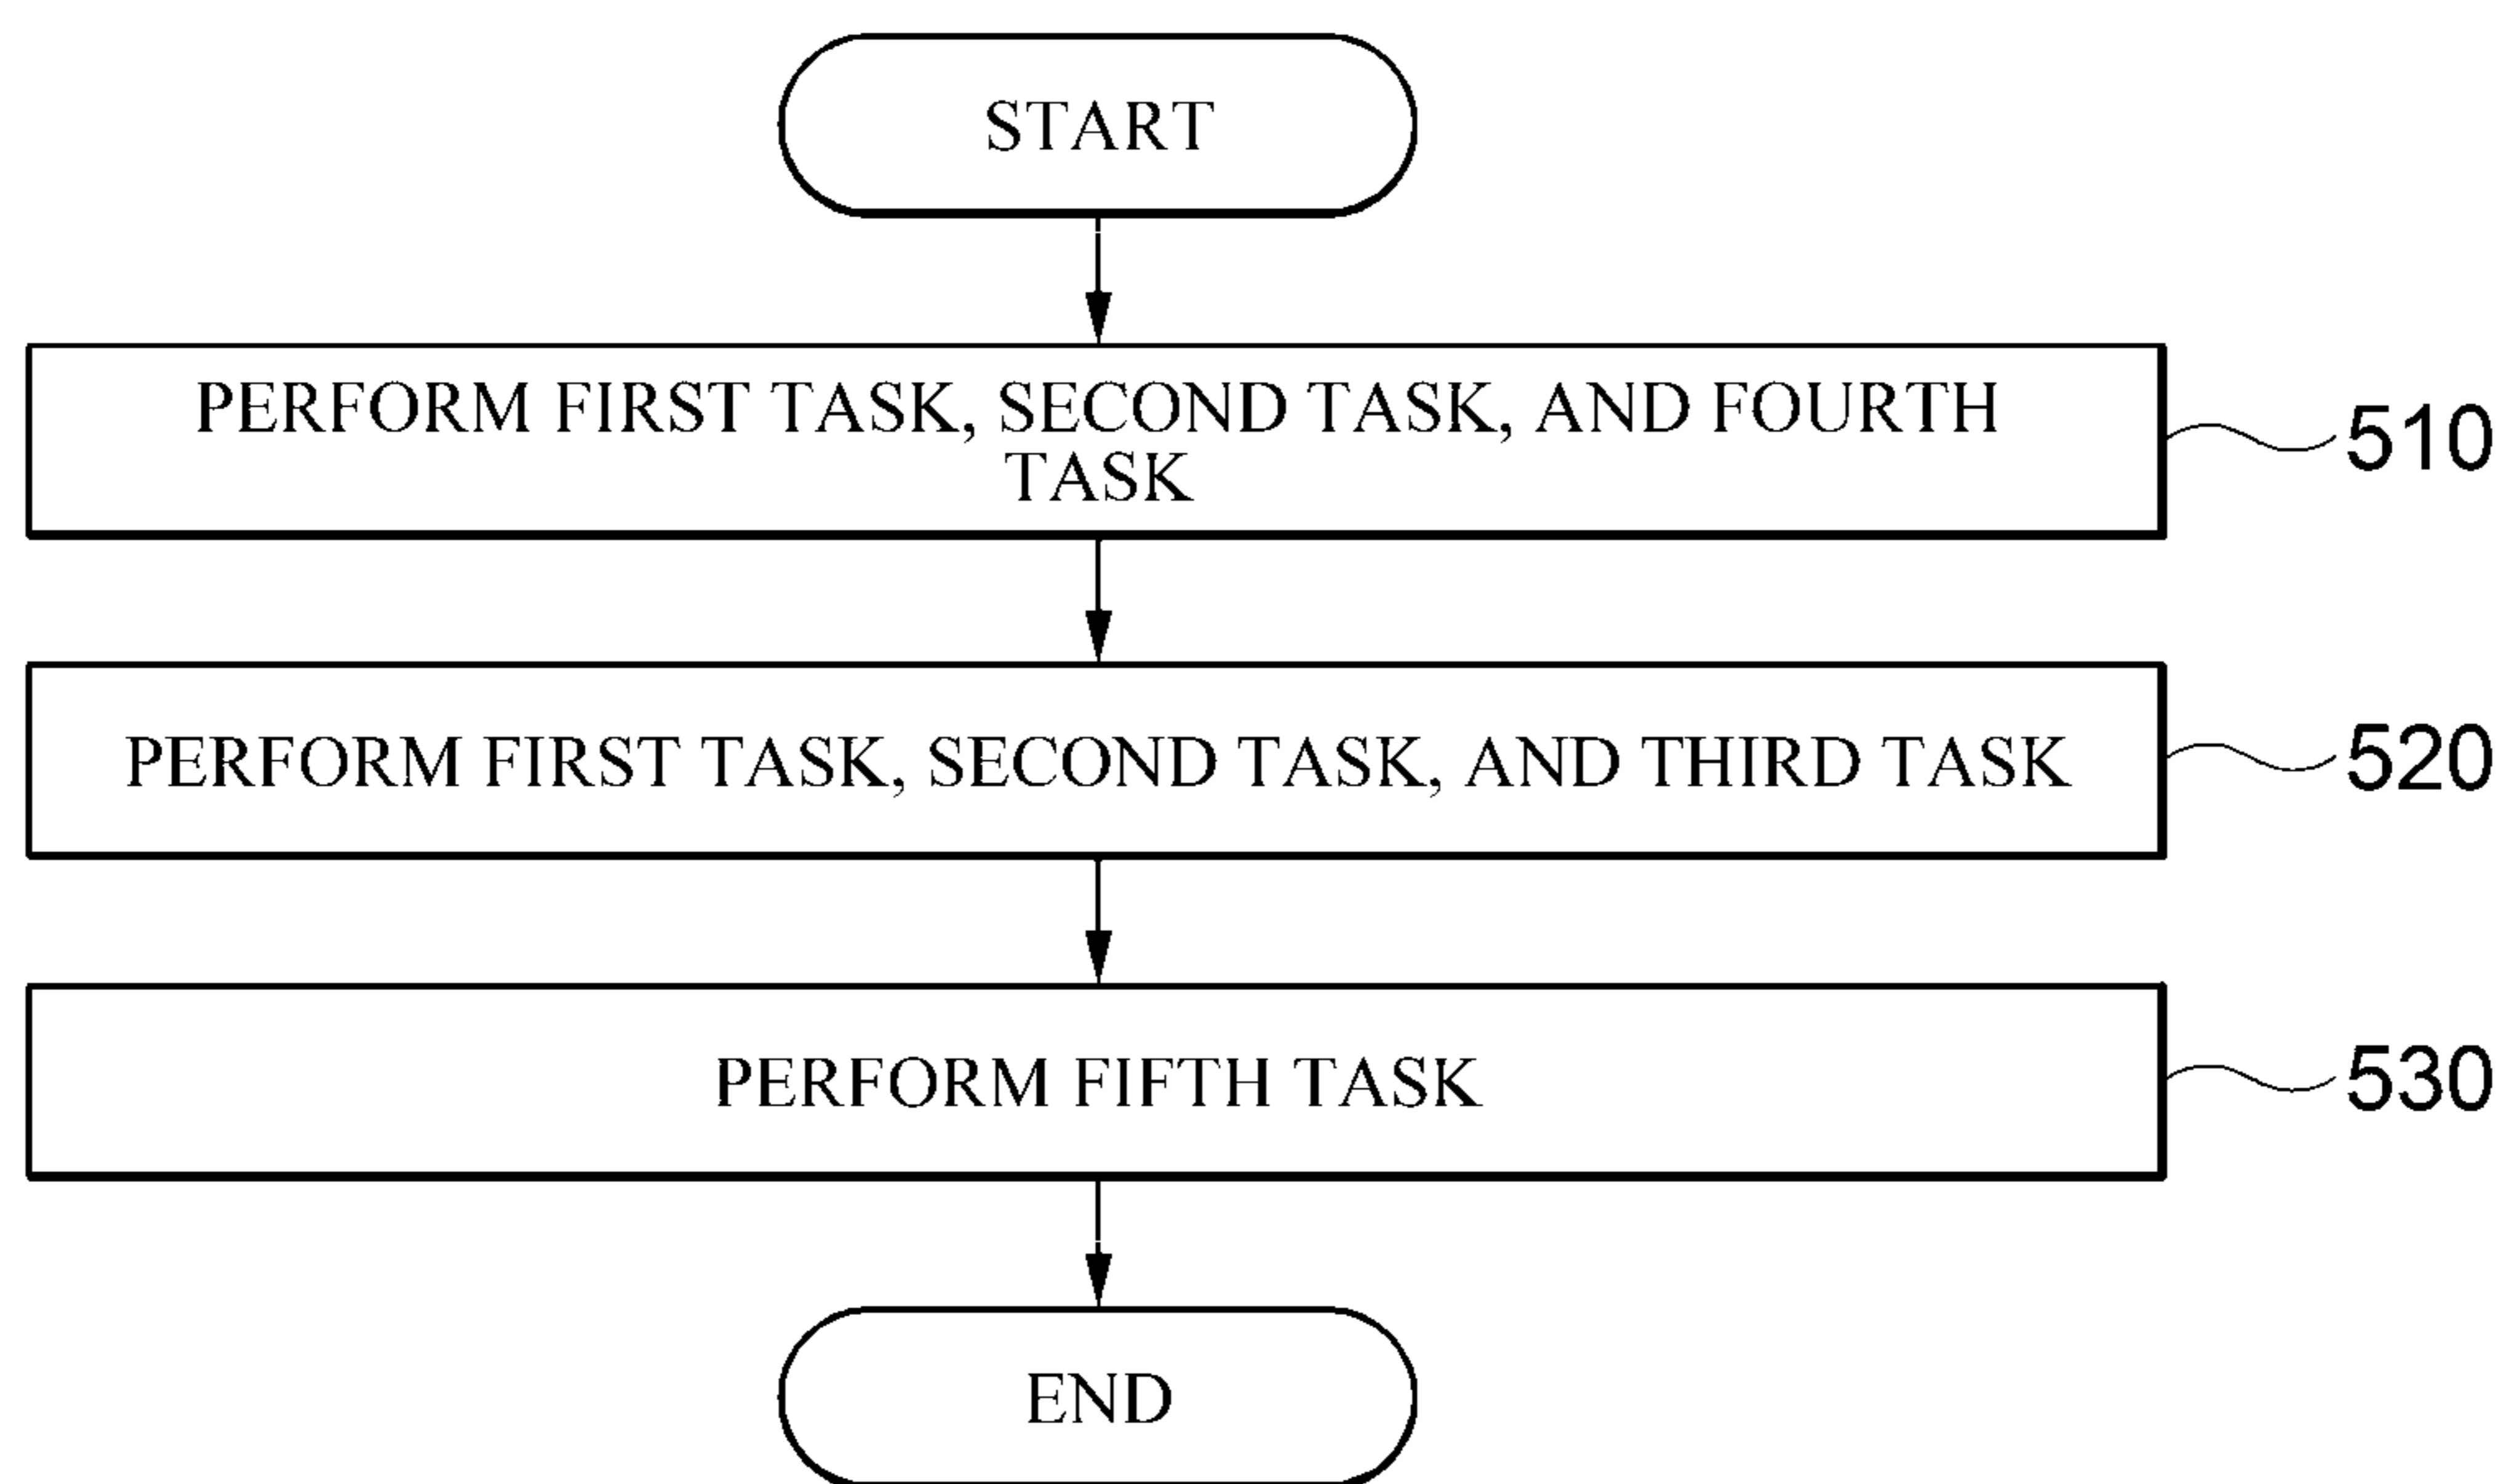 START
PERFORM FIRST TASK, SECOND TASK, AND FOURTH
TASK
510
PERFORM FIRST TASK, SECOND TASK, AND THIRD TASK
520
PERFORM FIFTH TASK
530
END